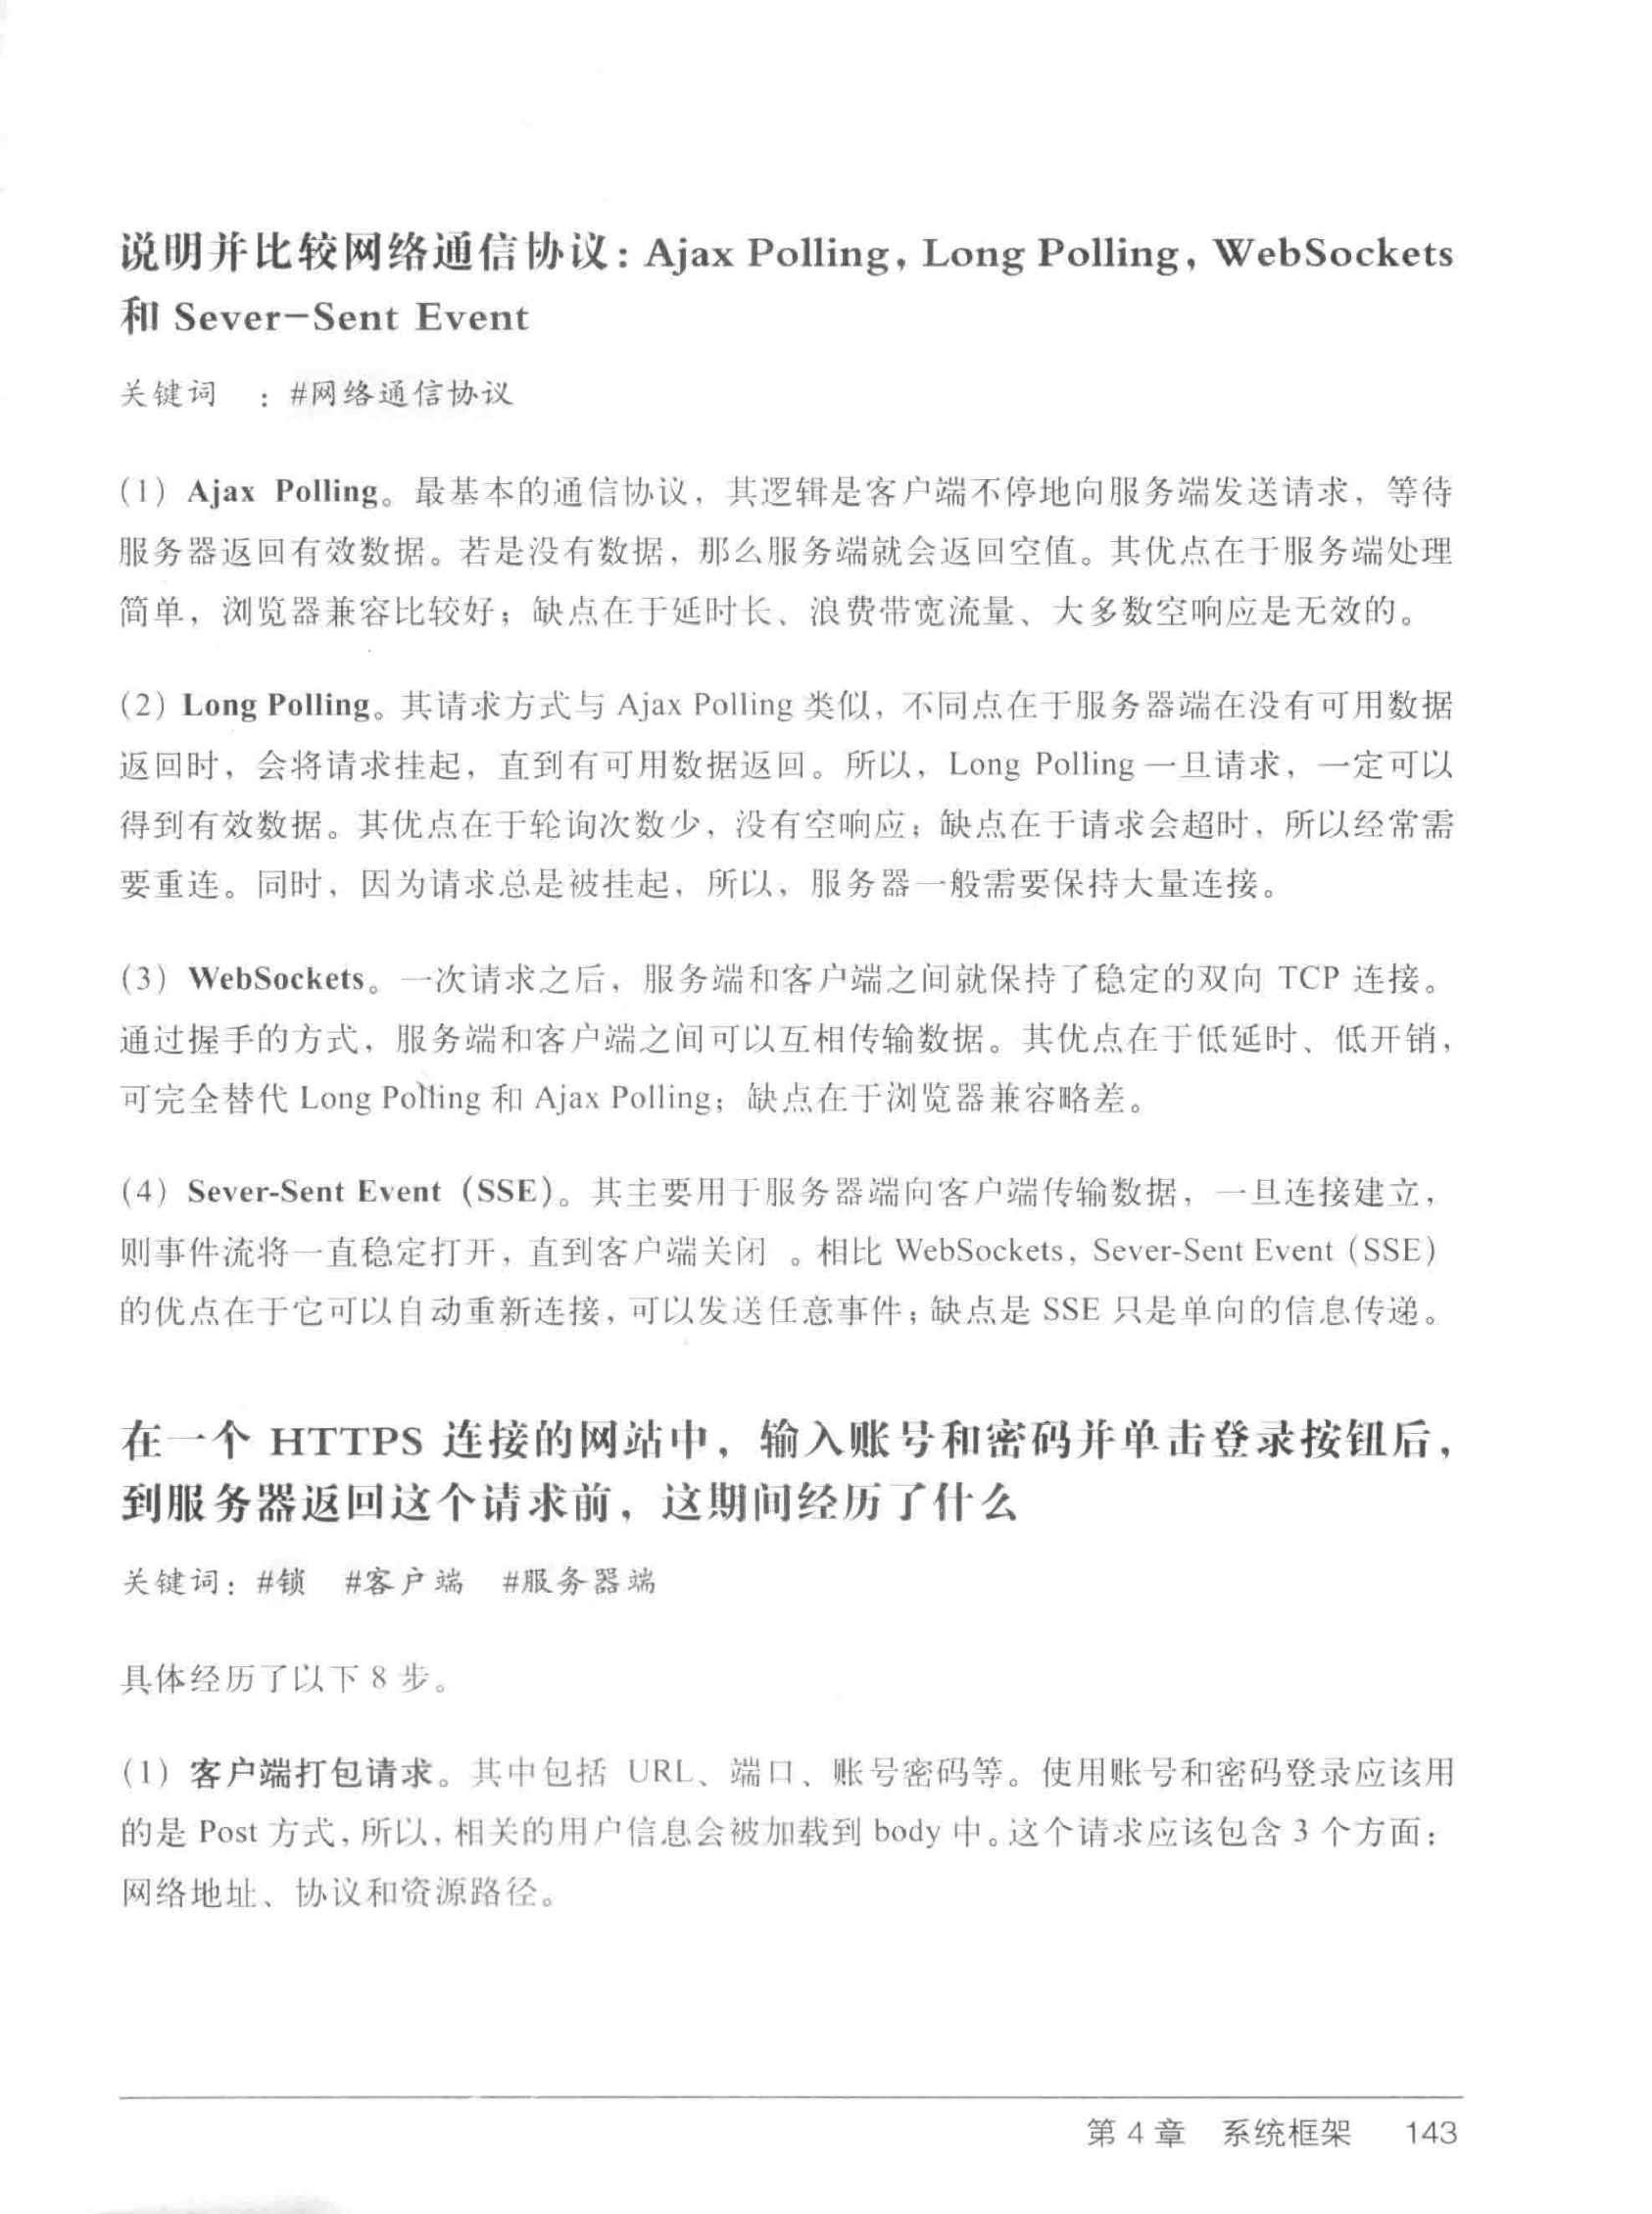 说明并比较网络通信协议：Ajax Polling，Long Polling，WebSockets
和 Sever-Sent Event
关键词 ：#网络通信协议
（1）Ajax Polling。最基本的通信协议，其逻辑是客户端不停地向服务端发送请求，等待
服务器返回有效数据。若是没有数据，那么服务端就会返回空值。其优点在于服务端处理
简单，浏览器兼容比较好；缺点在于延时长、浪费带宽流量、大多数空响应是无效的。
（2）Long Polling。其请求方式与 Ajax Polling 类似，不同点在于服务器端在没有可用数据
返回时，会将请求挂起，直到有可用数据返回。所以，Long Polling 一旦请求，一定可以
得到有效数据。其优点在于轮询次数少，没有空响应；缺点在于请求会超时，所以经常需
要重连。同时，因为请求总是被挂起，所以，服务器一般需要保持大量连接。
（3）WebSockets。一次请求之后，服务端和客户端之间就保持了稳定的双向 TCP 连接。
通过握手的方式，服务端和客户端之间可以互相传输数据。其优点在于低延时、低开销，
可完全替代 Long Polling 和 Ajax Polling；缺点在于浏览器兼容略差。
（4）Sever-Sent Event（SSE）。其主要用于服务器端向客户端传输数据，一旦连接建立，
则事件流将一直稳定打开，直到客户端关闭 。相比 WebSockets，Sever-Sent Event（SSE）
的优点在于它可以自动重新连接，可以发送任意事件；缺点是 SSE 只是单向的信息传递。
在一个 HTTPS 连接的网站中，输入账号和密码并单击登录按钮后，
到服务器返回这个请求前，这期间经历了什么
关键词：#锁 #客户端 #服务器端
具体经历了以下 8 步。
（1）客户端打包请求。其中包括 URL、端口、账号密码等。使用账号和密码登录应该用
的是 Post 方式，所以，相关的用户信息会被加载到 body 中。这个请求应该包含 3 个方面：
网络地址、协议和资源路径。
第 4 章 系统框架 143